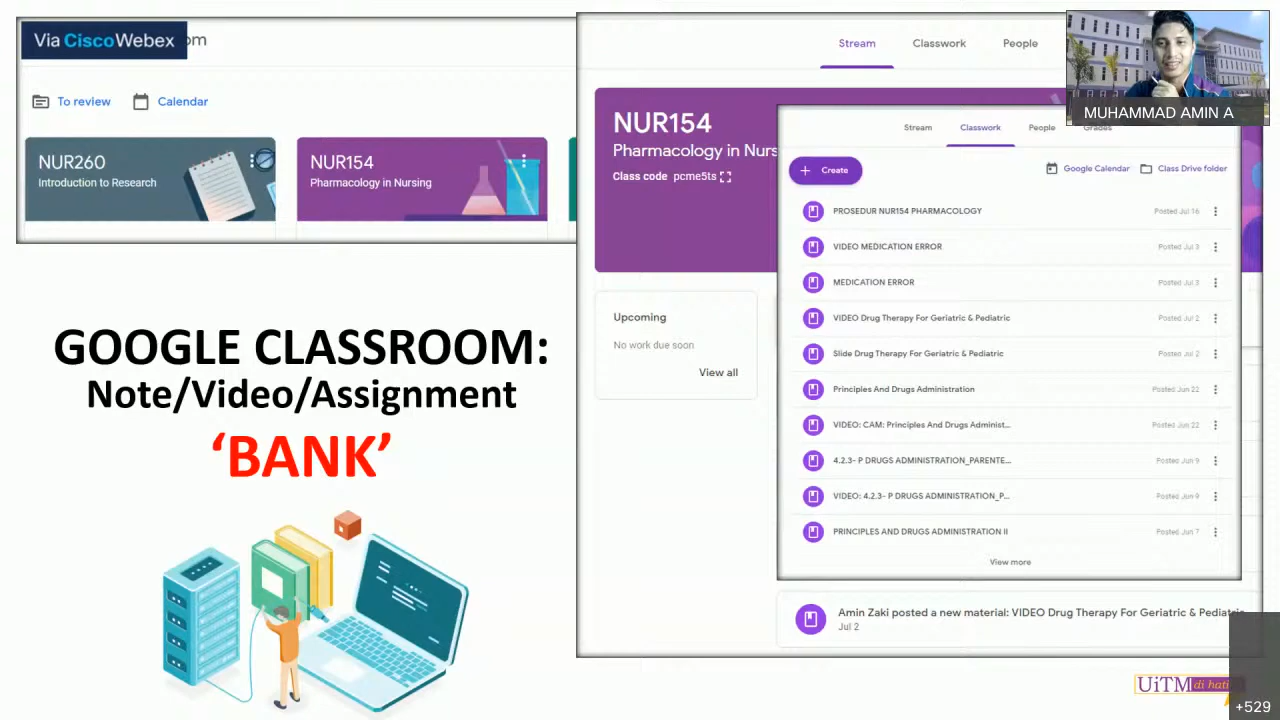 Via CiscoWebex om
To review
Calendar
NUR260
Introduction to Research
NUR154
Pharmacology in Nursing
GOOGLE CLASSROOM:
Note/Video/Assignment
‘BANK’
Stream
Classwork
People
NUR154
Pharmacology in Nurs
Class code pcme5ts
Upcoming
No work due soon
View all
Stream
Classwork
People
Grades
Create
Google Calendar
Class Drive folder
PROSEDUR NUR154 PHARMACOLOGY
Posted Jul 16
VIDEO MEDICATION ERROR
Posted Jul 3
MEDICATION ERROR
Posted Jul 3
VIDEO Drug Therapy For Geriatric & Pediatric
Posted Jul 2
Slide Drug Therapy For Geriatric & Pediatric
Posted Jul 2
Principles And Drugs Administration
Posted Jun 22
VIDEO: CAM: Principles And Drugs Administ...
Posted Jun 22
4.2.3- P DRUGS ADMINISTRATION_PARENTE...
Posted Jun 9
VIDEO: 4.2.3- P DRUGS ADMINISTRATION_P...
Posted Jun 9
PRINCIPLES AND DRUGS ADMINISTRATION II
Posted Jun 7
View more
Amin Zaki posted a new material: VIDEO Drug Therapy For Geriatric & Pediatric
Jul 2
MUHAMMAD AMIN A
UiTM di hati
+529